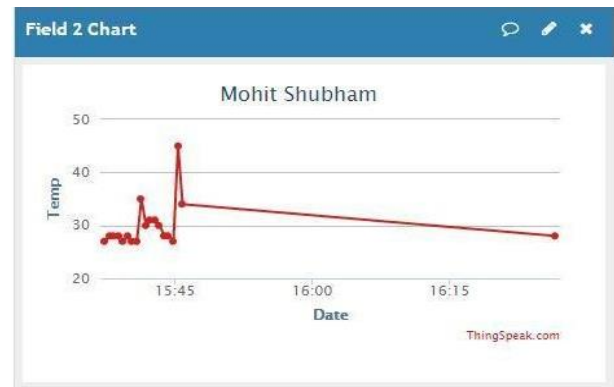 Field 2 Chart
Mohit Shubham
50
40
30
20
Temp
15:45 16:00 16:15
Date
ThingSpeak.com